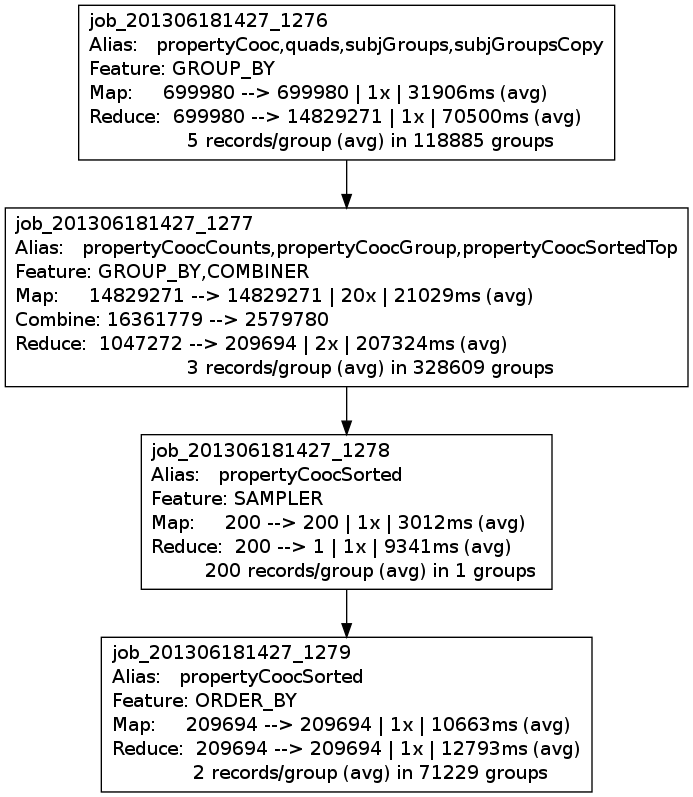 job_201306181427_1276
Alias: propertyCooc,quads,subjGroups,subjGroupsCopy
Feature: GROUP_BY
Map: 699980 --> 699980 | 1x | 31906ms (avg)
Reduce: 699980 --> 14829271 | 1x | 70500ms (avg)
5 records/group (avg) in 118885 groups
job_201306181427_1277
Alias: propertyCoocCounts,propertyCoocGroup,propertyCoocSortedTop
Feature: GROUP_BY,COMBINER
Map: 14829271 --> 14829271 | 20x | 21029ms (avg)
Combine: 16361779 --> 2579780
Reduce: 1047272 --> 209694 | 2x | 207324ms (avg)
3 records/group (avg) in 328609 groups
job_201306181427_1278
Alias: propertyCoocSorted
Feature: SAMPLER
Map: 200 --> 200 | 1x | 3012ms (avg)
Reduce: 200 --> 1 | 1x | 9341ms (avg)
200 records/group (avg) in 1 groups
job_201306181427_1279
Alias: propertyCoocSorted
Feature: ORDER_BY
Map: 209694 --> 209694 | 1x | 10663ms (avg)
Reduce: 209694 --> 209694 | 1x | 12793ms (avg)
2 records/group (avg) in 71229 groups